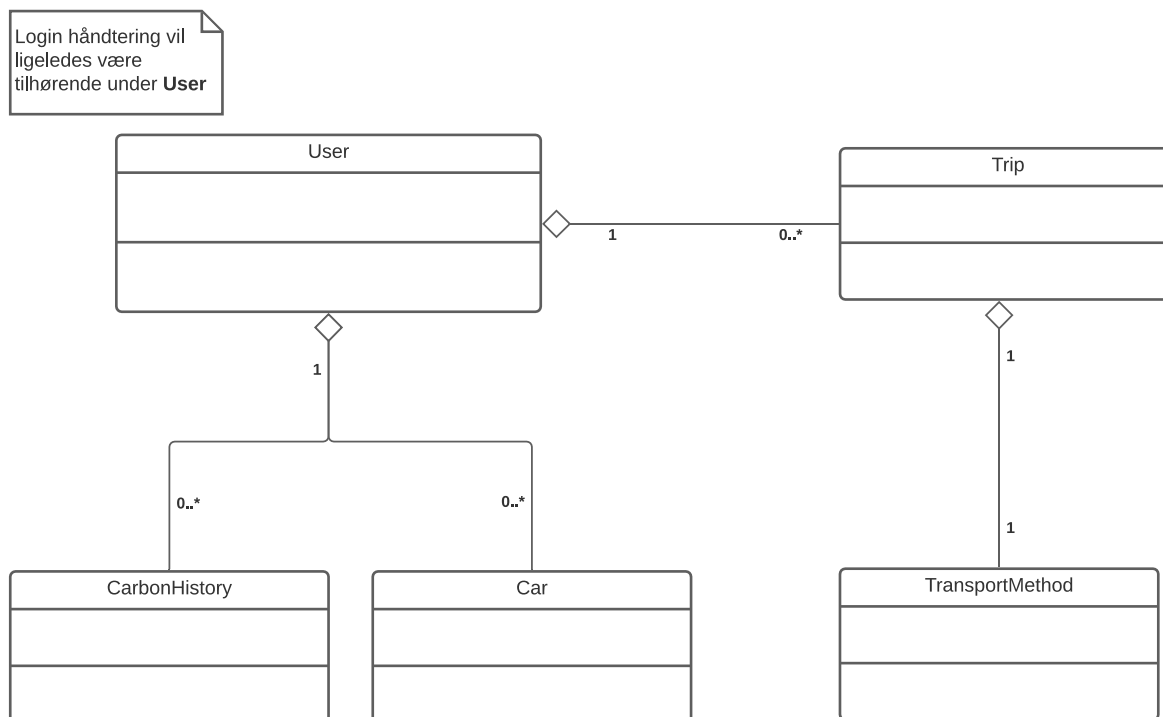 Login håndtering vil
ligeledes være
tilhørende under User
User
Trip
1
0..*
1
1
0..*
0..*
1
CarbonHistory
Car
TransportMethod